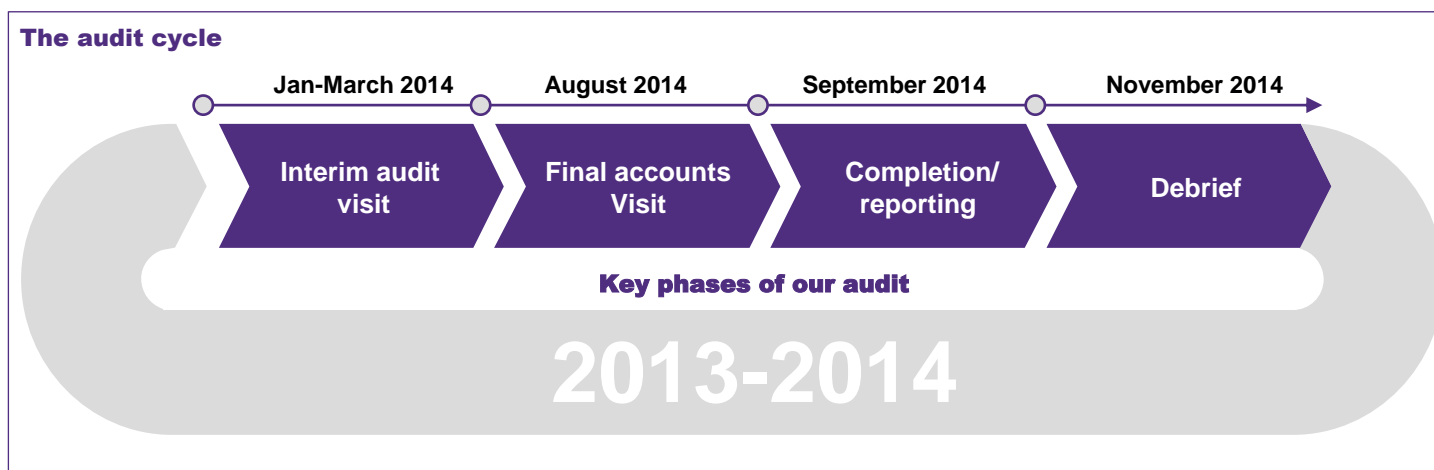 The audit cycle
Jan-March 2014
August 2014
September 2014
November 2014
Interim audit
visit
Final accounts
Visit
Completion/
reporting
Debrief
Key phases of our audit
2013-2014